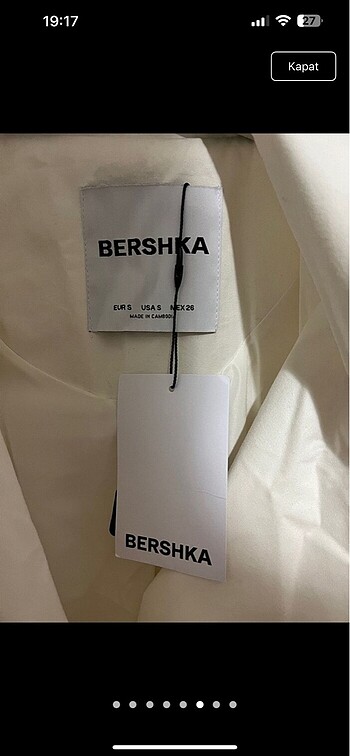 19:17
27
Kapat
BERSHKA
EUR S USA S MEX 26
MADE IN CAMBODIA
BERSHKA